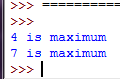 >>> ===========
>>>
4 is maximum
7 is maximum
>>>